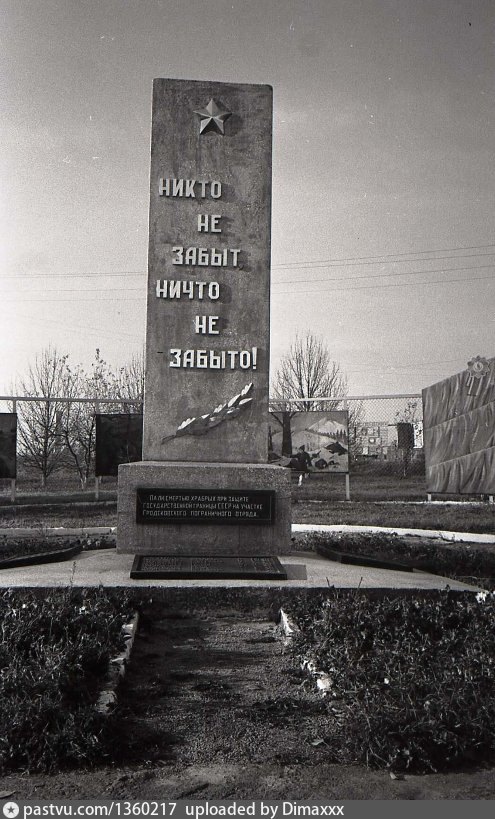 НИКТО
НЕ
ЗАБЫТ,
НИЧТО
НЕ
ЗАБЫТО!
ПАЛИ СМЕРТЬЮ ХРАБРЫХ ПРИ ЗАЩИТЕ
ГОСУДАРСТВЕННОЙ ГРАНИЦЫ СССР НА УЧАСТКЕ
ГРОДЕКОВСКОГО ПОГРАНИЧНОГО ОТРЯДА.
pastvu.com/1360217 uploaded by Dimaxxx